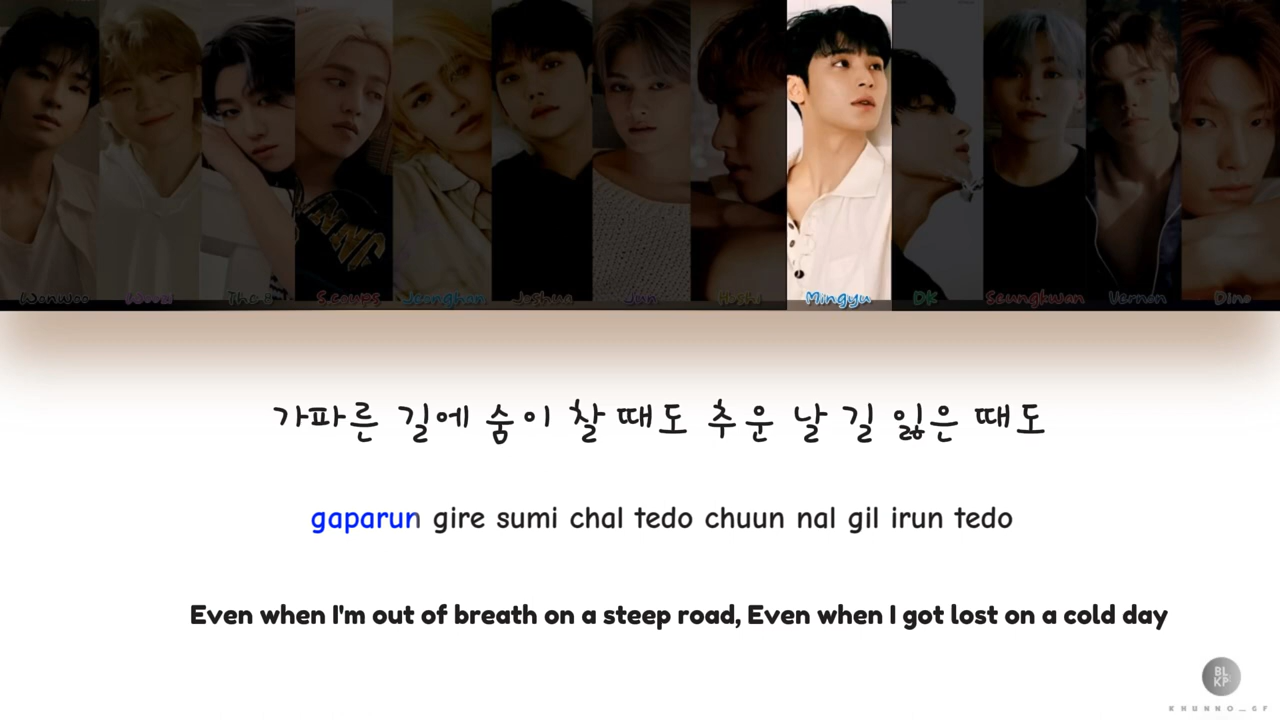 Wonwoo Woozi The 8 S.coups Jeonghan Joshua Jun Hoshi Mingyu DK Seungkwan Vernon Dino
가파른 길에 숨이 찰 때도 추운 날 길 잃은 때도
gaparun gire sumi chal tedo chuun nal gil irun tedo
Even when I'm out of breath on a steep road, Even when I got lost on a cold day
BL
KP
KHUNNO_GF